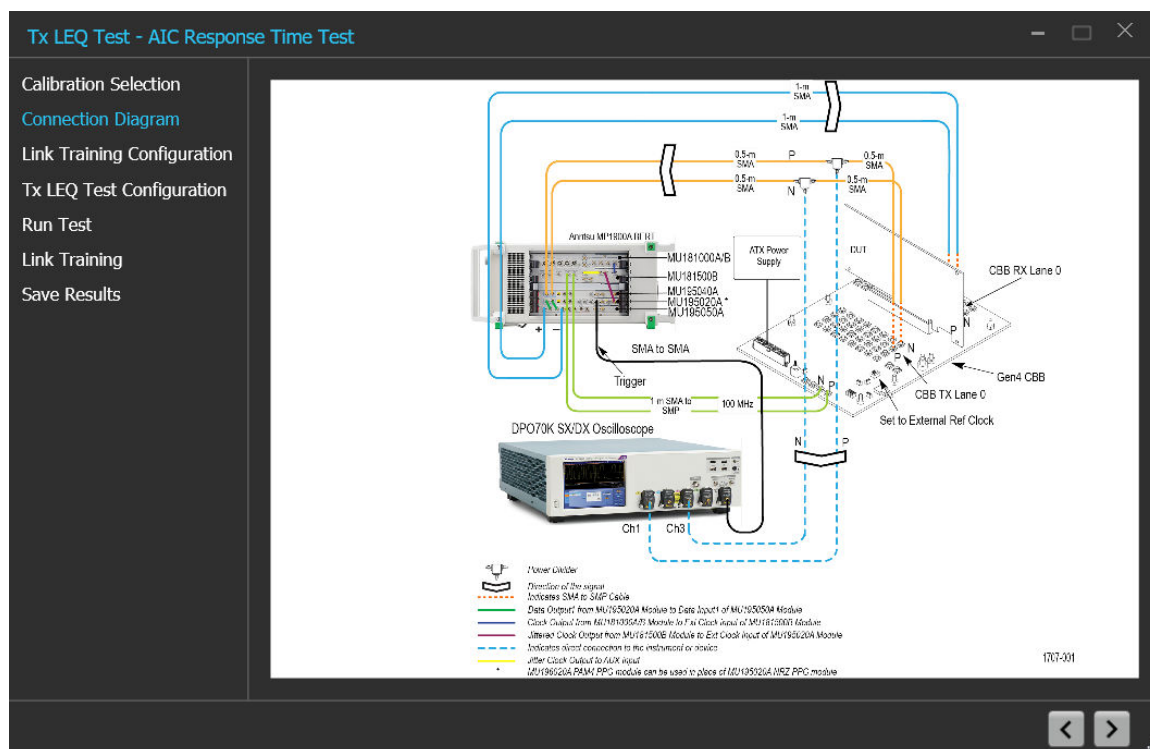 Tx LEQ Test - AIC Response Time Test
Calibration Selection
Connection Diagram
Link Training Configuration
Tx LEQ Test Configuration
Run Test
Link Training
Save Results
1-m
SMA
1-m
SMA
0.5-m
SMA
P
0.5-m
SMA
0.5-m
SMA
N
0.5-m
SMA
Anritsu MP1900A BERT
MU181000A/B
MU181500B
MU195040A
MU195020A *
MU195050A
ATX Power
Supply
DUT
CBB RX Lane 0
N
P
N
P
Gen4 CBB
CBB TX Lane 0
Set to External Ref Clock
+ –
SMA to SMA
Trigger
1 m SMA to
SMP
100 MHz
N
P
DPO70K SX/DX Oscilloscope
N
P
Ch1
Ch3
Power Divider
Direction of the signal
Indicates SMA to SMP Cable
Data Output1 from MU195020A Module to Data Input1 of MU195050A Module
Clock Output from MU181000A/B Module to Ext Clock input of MU181500B Module
Jittered Clock Output from MU181500B Module to Ext Clock input of MU195020A Module
Indicates direct connection to the instrument or device
Jitter Clock Output to AUX input
* MU196020A PAM4 PPG module can be used in place of MU195020A NRZ PPG module
1707-001